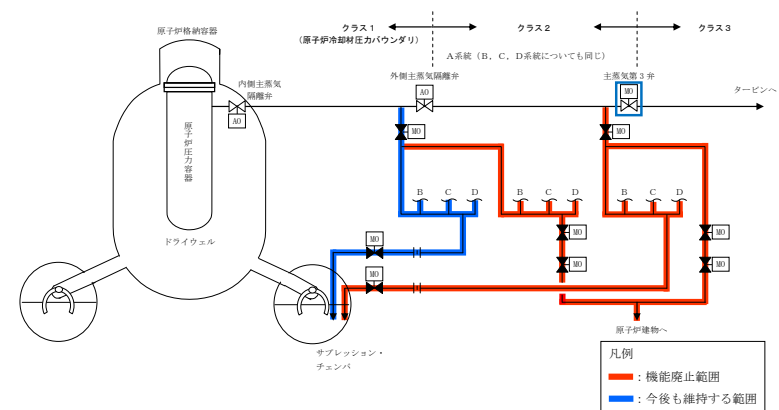 クラス1
(原子炉冷却材圧力バウンダリ)
クラス2
クラス3
原子炉格納容器
A系統（B，C，D系統についても同じ）
内側主蒸気
隔離弁
外側主蒸気隔離弁
主蒸気第3弁
タービンへ
AO
AO
MO
MO
MO
MO
原子炉圧力容器
ドライウェル
B
C
D
B
C
D
B
C
D
MO
MO
MO
MO
MO
MO
サプレッション・
チェンバ
原子炉建物へ
凡例
：機能廃止範囲
：今後も維持する範囲